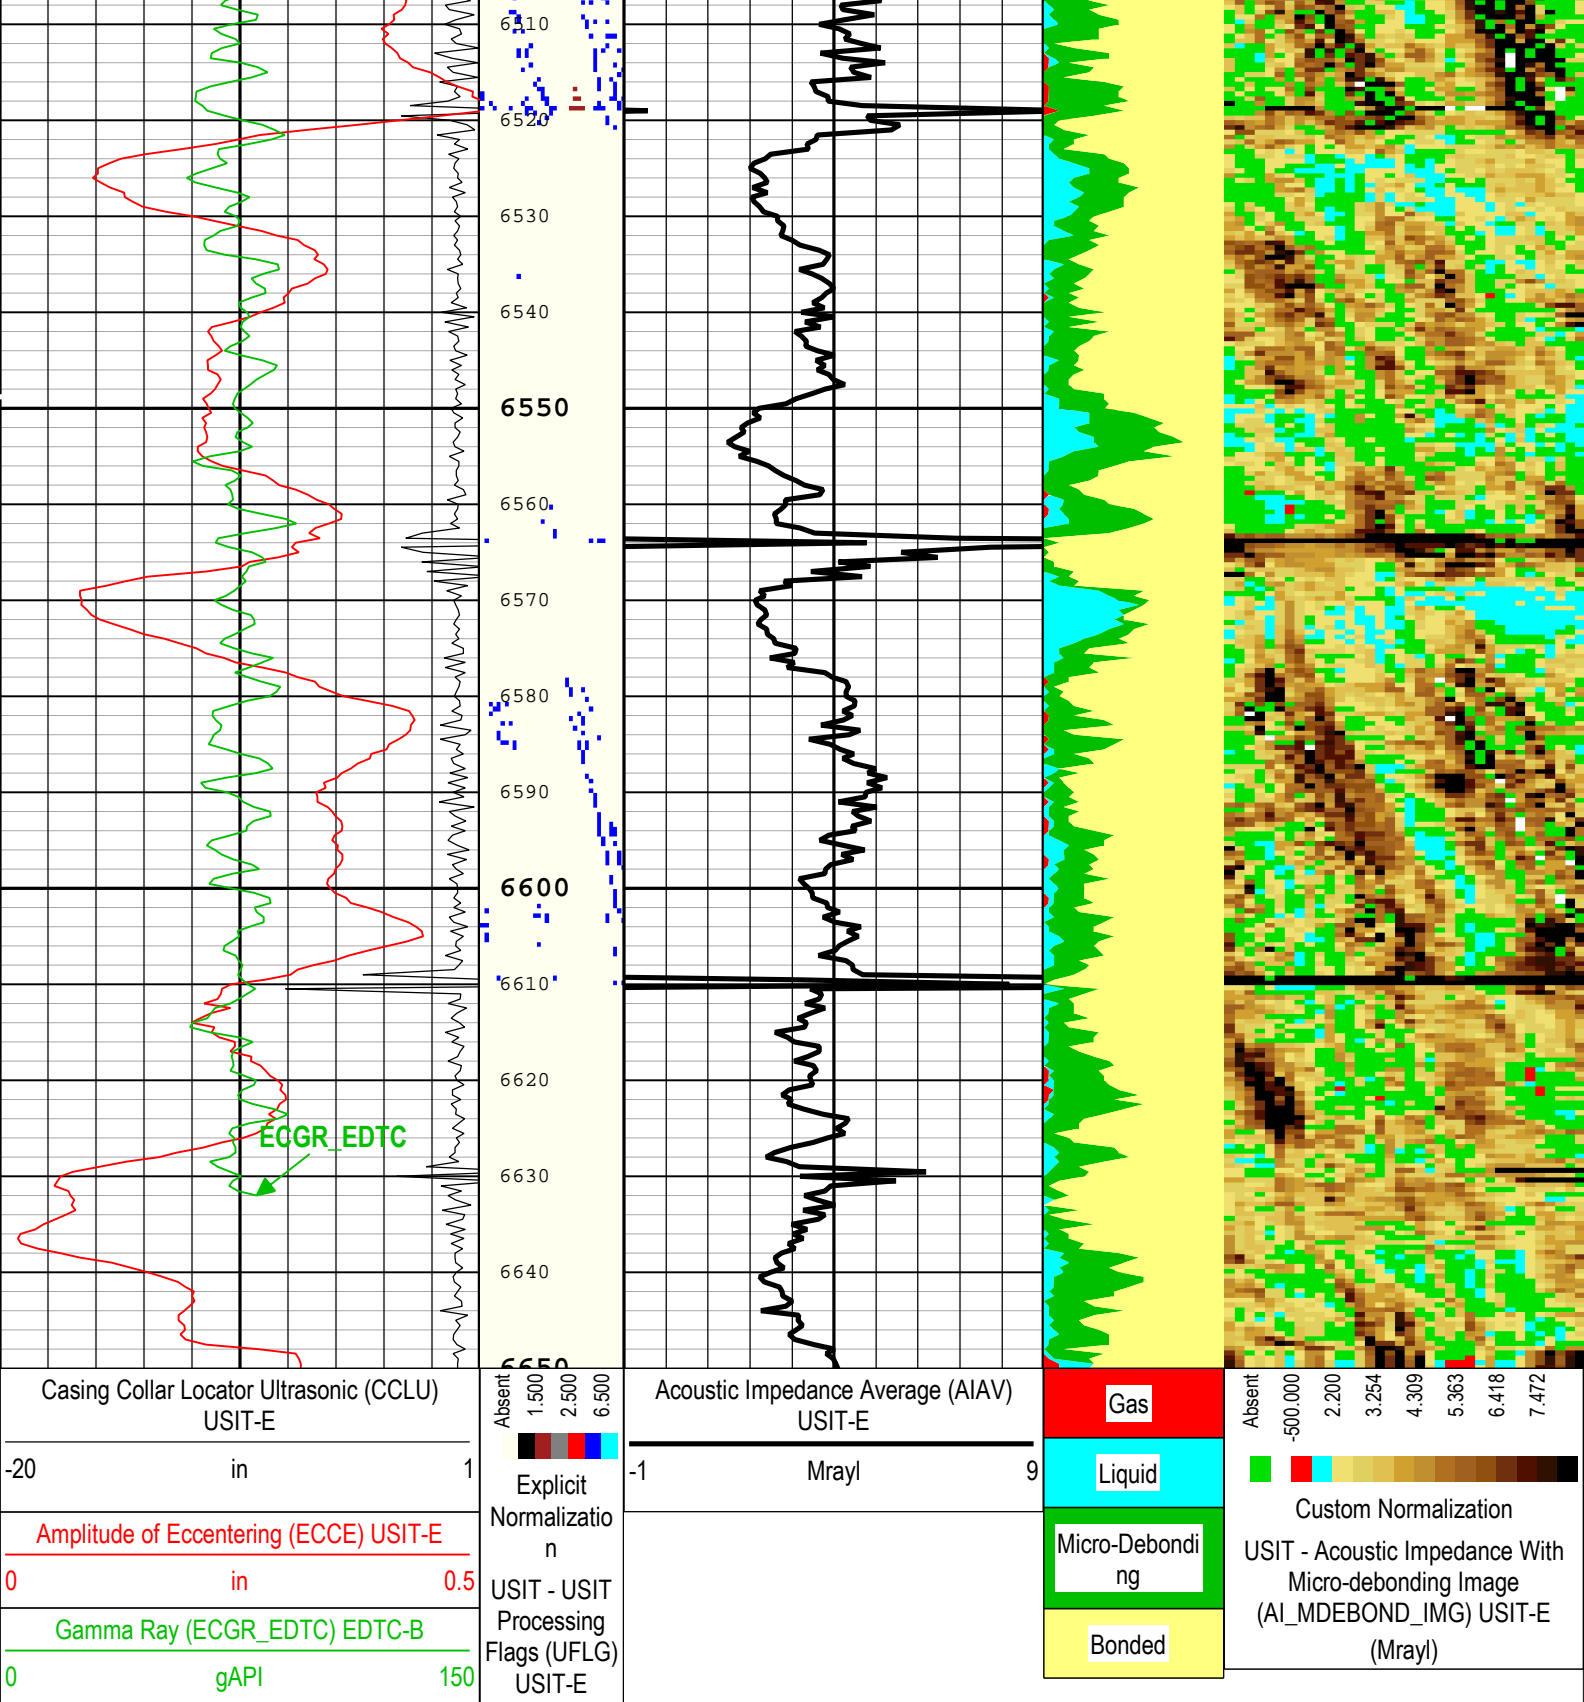 6510
6520
6530
6540
6550
6560
6570
6580
6590
6600
6610
6620
ECGR_EDTC
6630
6640
6650
Casing Collar Locator Ultrasonic (CCLU)
USIT-E
-20 in 1
Amplitude of Eccentering (ECCE) USIT-E
0 in 0.5
Gamma Ray (ECGR_EDTC) EDTC-B
0 gAPI 150
Absent
1.500
2.500
6.500
Explicit
Normalizatio
n
USIT - USIT
Processing
Flags (UFLG)
USIT-E
Acoustic Impedance Average (AIAV)
USIT-E
-1 Mrayl 9
Gas
Liquid
Micro-Debondi
ng
Bonded
Absent
-500.000
2.200
3.254
4.309
5.363
6.418
7.472
Custom Normalization
USIT - Acoustic Impedance With
Micro-debonding Image
(AI_MDEBOND_IMG) USIT-E
(Mrayl)